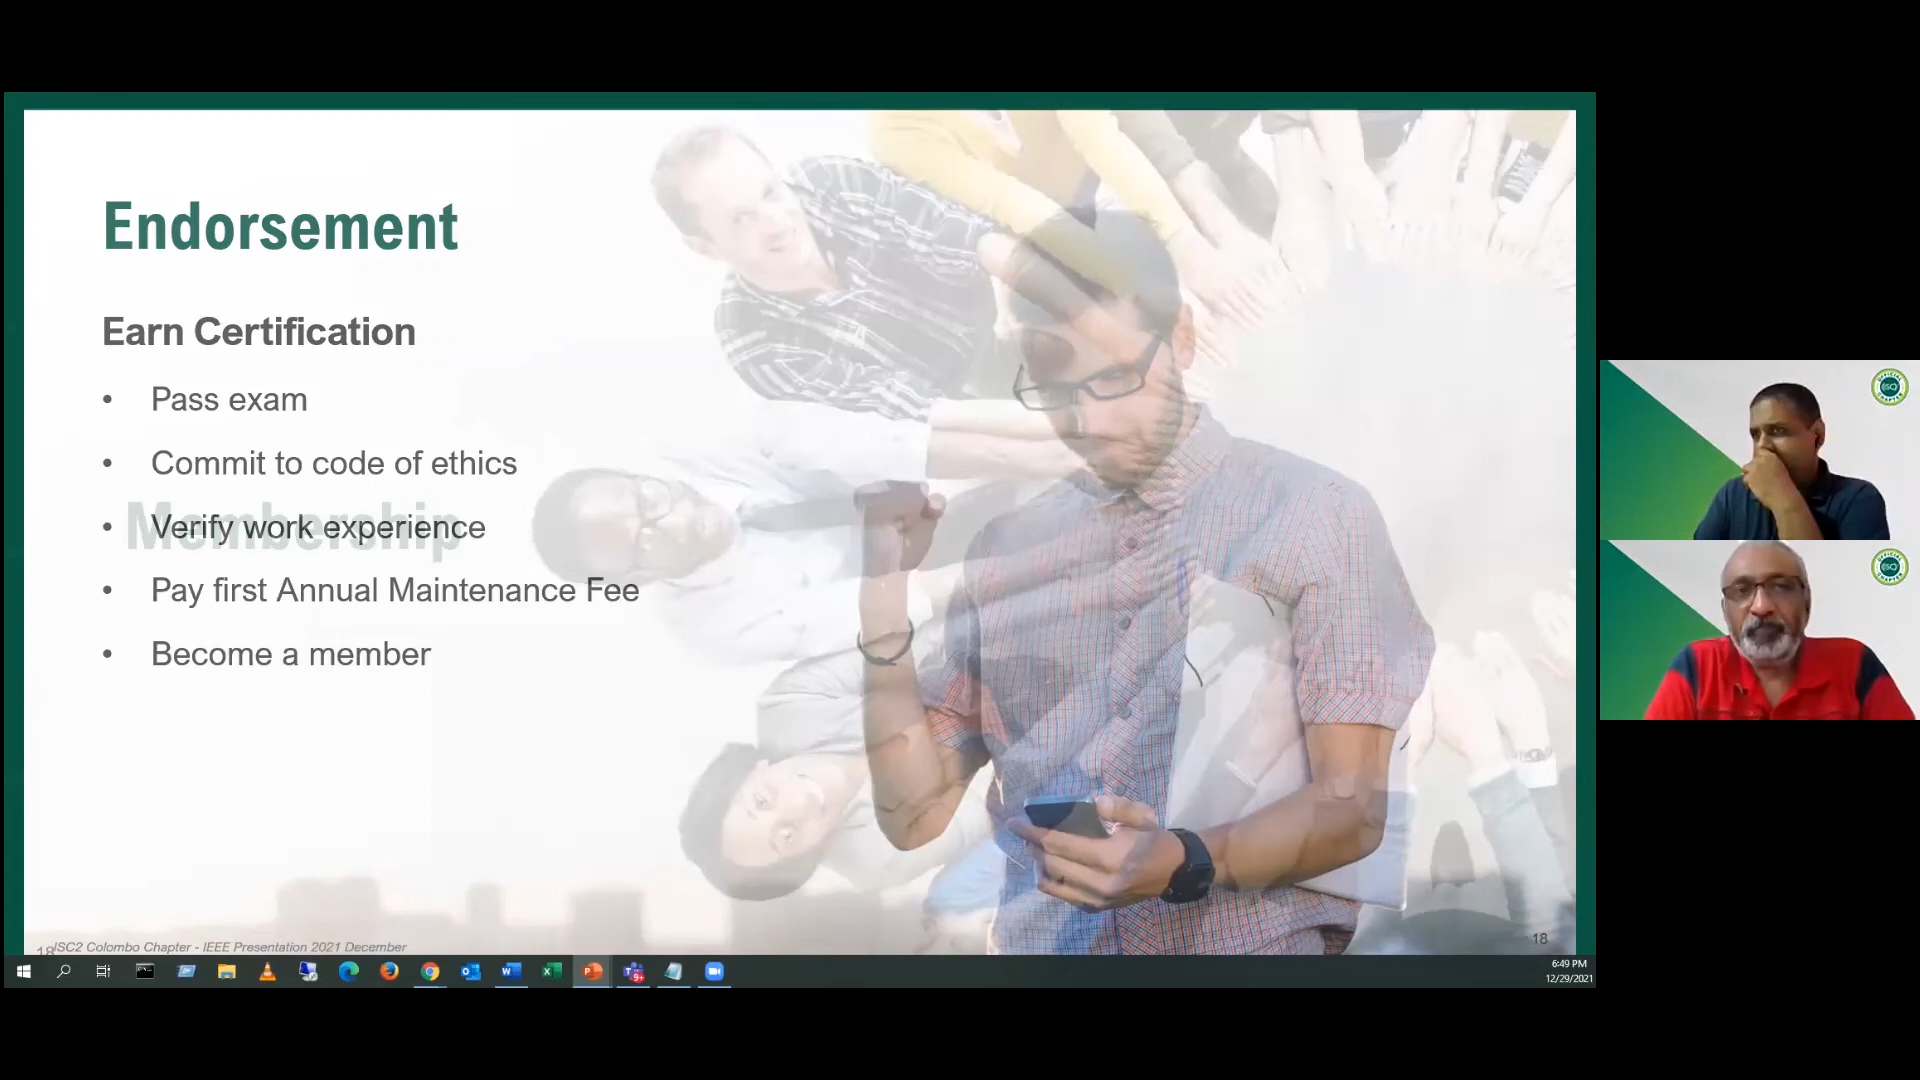 Endorsement
Earn Certification
• Pass exam
• Commit to code of ethics
Membership
• Verify work experience
• Pay first Annual Maintenance Fee
• Become a member
18
ISC2 Colombo Chapter - IEEE Presentation 2021 December
18
9+
6:49 PM
12/29/2021